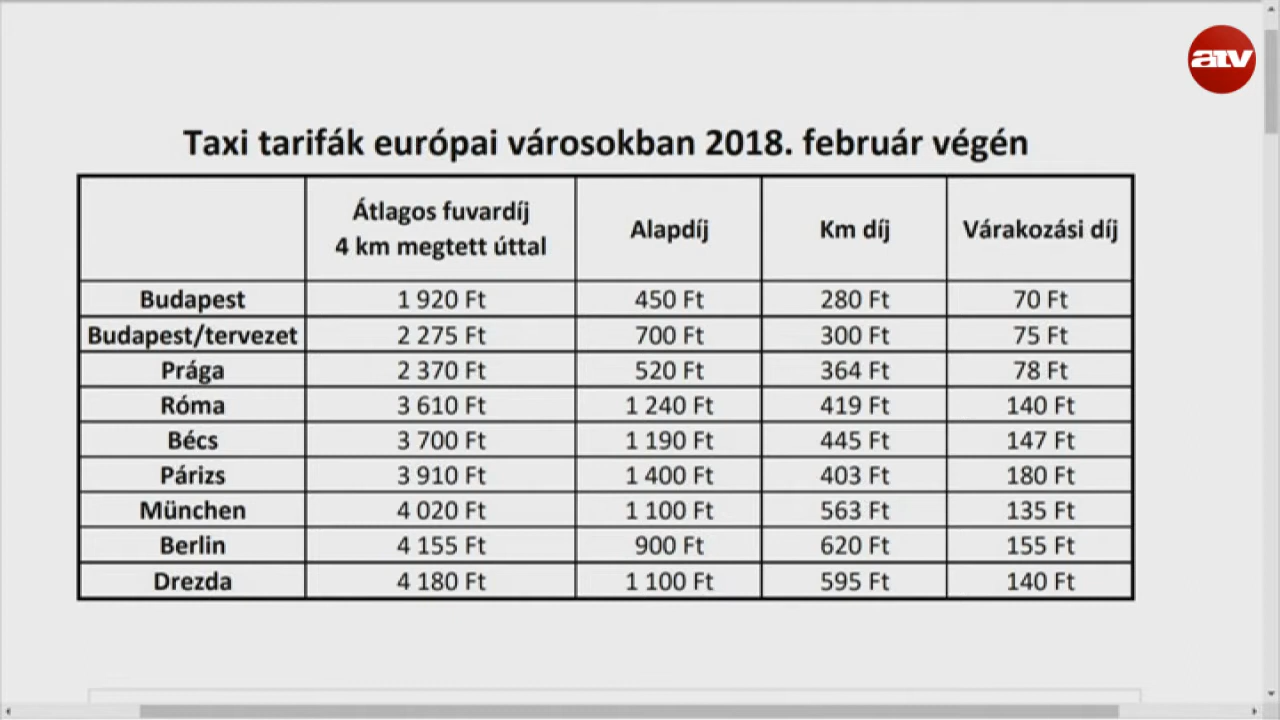 atv
Taxi tarifák európai városokban 2018. február végén
Átlagos fuvardíj
4 km megtett úttal
Alapdíj
Km díj
Várakozási díj
Budapest 1 920 Ft 450 Ft 280 Ft 70 Ft
Budapest/tervezet 2 275 Ft 700 Ft 300 Ft 75 Ft
Prága 2 370 Ft 520 Ft 364 Ft 78 Ft
Róma 3 610 Ft 1 240 Ft 419 Ft 140 Ft
Bécs 3 700 Ft 1 190 Ft 445 Ft 147 Ft
Párizs 3 910 Ft 1 400 Ft 403 Ft 180 Ft
München 4 020 Ft 1 100 Ft 563 Ft 135 Ft
Berlin 4 155 Ft 900 Ft 620 Ft 155 Ft
Drezda 4 180 Ft 1 100 Ft 595 Ft 140 Ft